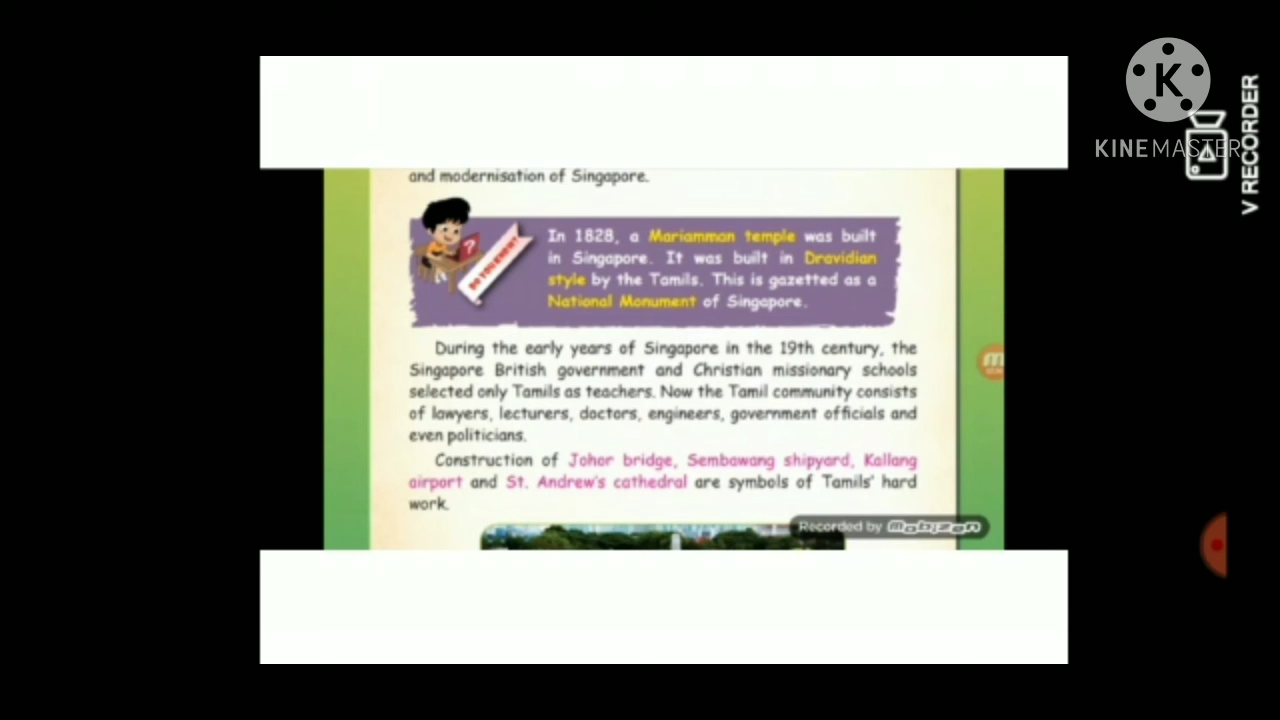 K
KINEMASTER
V RECORDER
and modernisation of Singapore.
DO YOU KNOW?
In 1828, a Mariamman temple was built
in Singapore. It was built in Dravidian
style by the Tamils. This is gazetted as a
National Monument of Singapore.
During the early years of Singapore in the 19th century, the
Singapore British government and Christian missionary schools
selected only Tamils as teachers. Now the Tamil community consists
of lawyers, lecturers, doctors, engineers, government officials and
even politicians.
Construction of Johor bridge, Sembawang shipyard, Kallang
airport and St. Andrew's cathedral are symbols of Tamils' hard
work.
Recorded by Mobizen